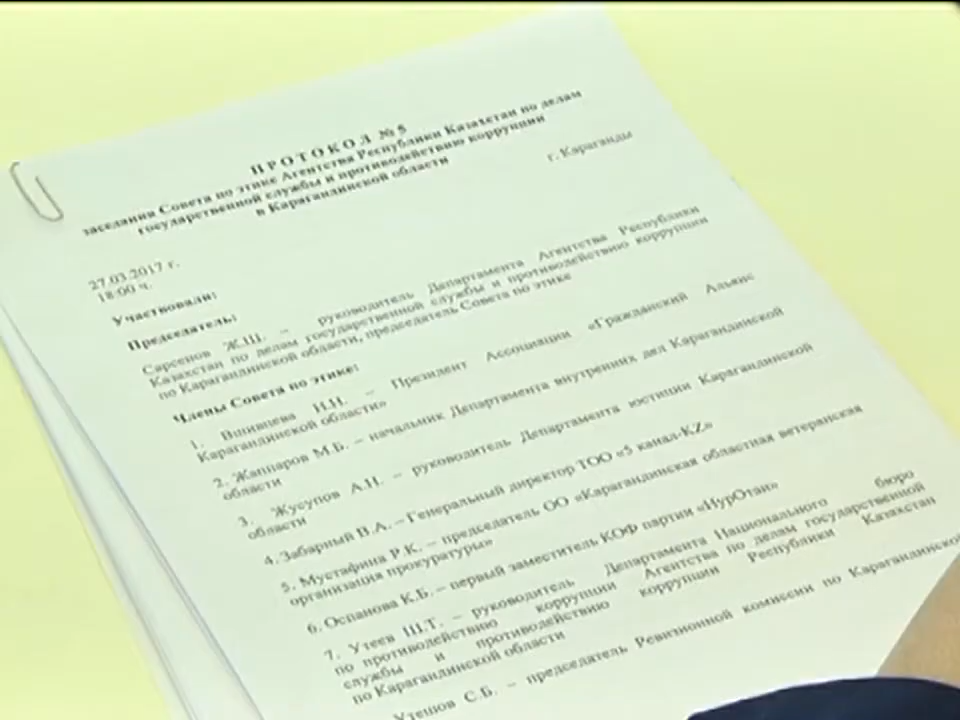 П Р О Т О К О Л № 5
заседания Совета по этике Агентства Республики Казахстан по делам
государственной службы и противодействию коррупции
в Карагандинской области
г. Караганды
27.03.2017 г.
18:00 ч.
Участвовали:
Председатель:
Сарсенов Ж.Ш. – руководитель Департамента Агентства Республики
Казахстан по делам государственной службы и противодействию коррупции
по Карагандинской области, председатель Совета по этике
Члены Совета по этике:
1. Вшивцева Н.Н. – Президент Ассоциации «Гражданский Альянс
Карагандинской области»
2. Жаппаров М.Б. – начальник Департамента внутренних дел Карагандинской
области
3. Жусупов А.Н. – руководитель Департамента юстиции Карагандинской
области
4. Забарный В.А. – Генеральный директор ТОО «5 канал-KZ»
5. Мустафина Р.К. – председатель ОО «Карагандинская областная ветеранская
организация прокуратуры»
6. Оспанова К.Б. – первый заместитель КОФ партии «НурОтан»
7. Утеев Ш.Т. – руководитель Департамента Национального бюро
по противодействию коррупции Агентства по делам государственной
службы и противодействию коррупции Республики Казахстан
по Карагандинской области
Утешов С.Б. – председатель Ревизионной комиссии по Карагандинской